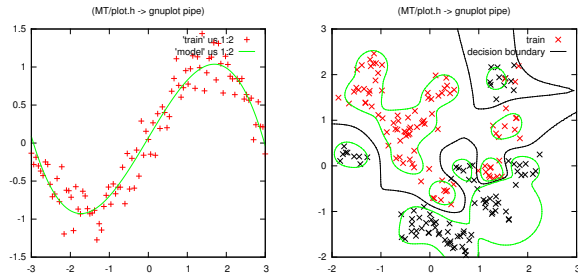 (MT/plot.h -> gnuplot pipe)
'train' us 1:2
'model' us 1:2
1.5
1
0.5
0
-0.5
-1
-1.5
-3 -2 -1 0 1 2 3
(MT/plot.h -> gnuplot pipe)
train
decision boundary
3
2
1
0
-1
-2
-2 -1 0 1 2 3